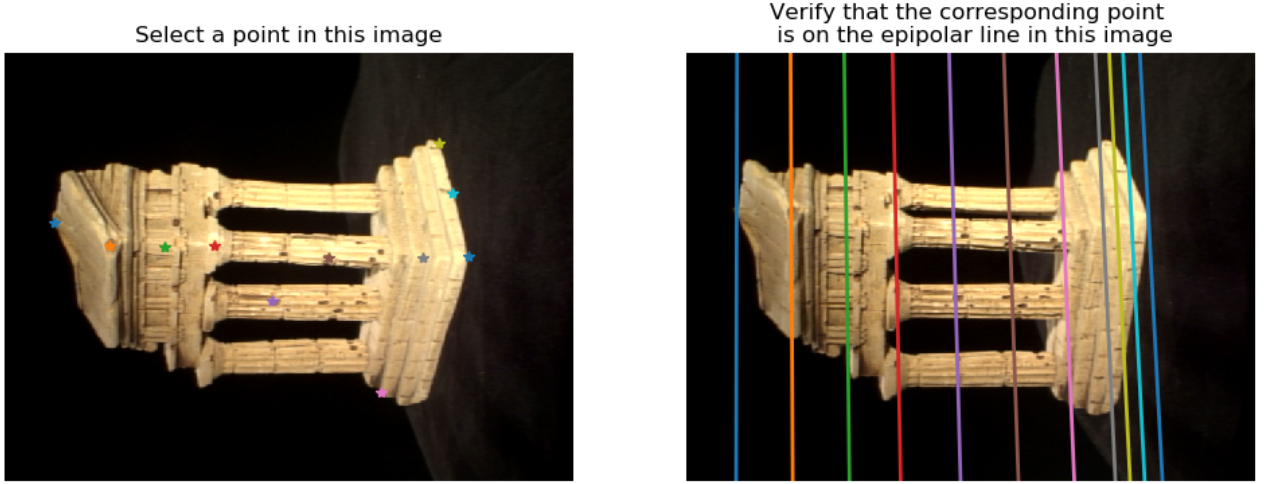 Select a point in this image
Verify that the corresponding point
is on the epipolar line in this image